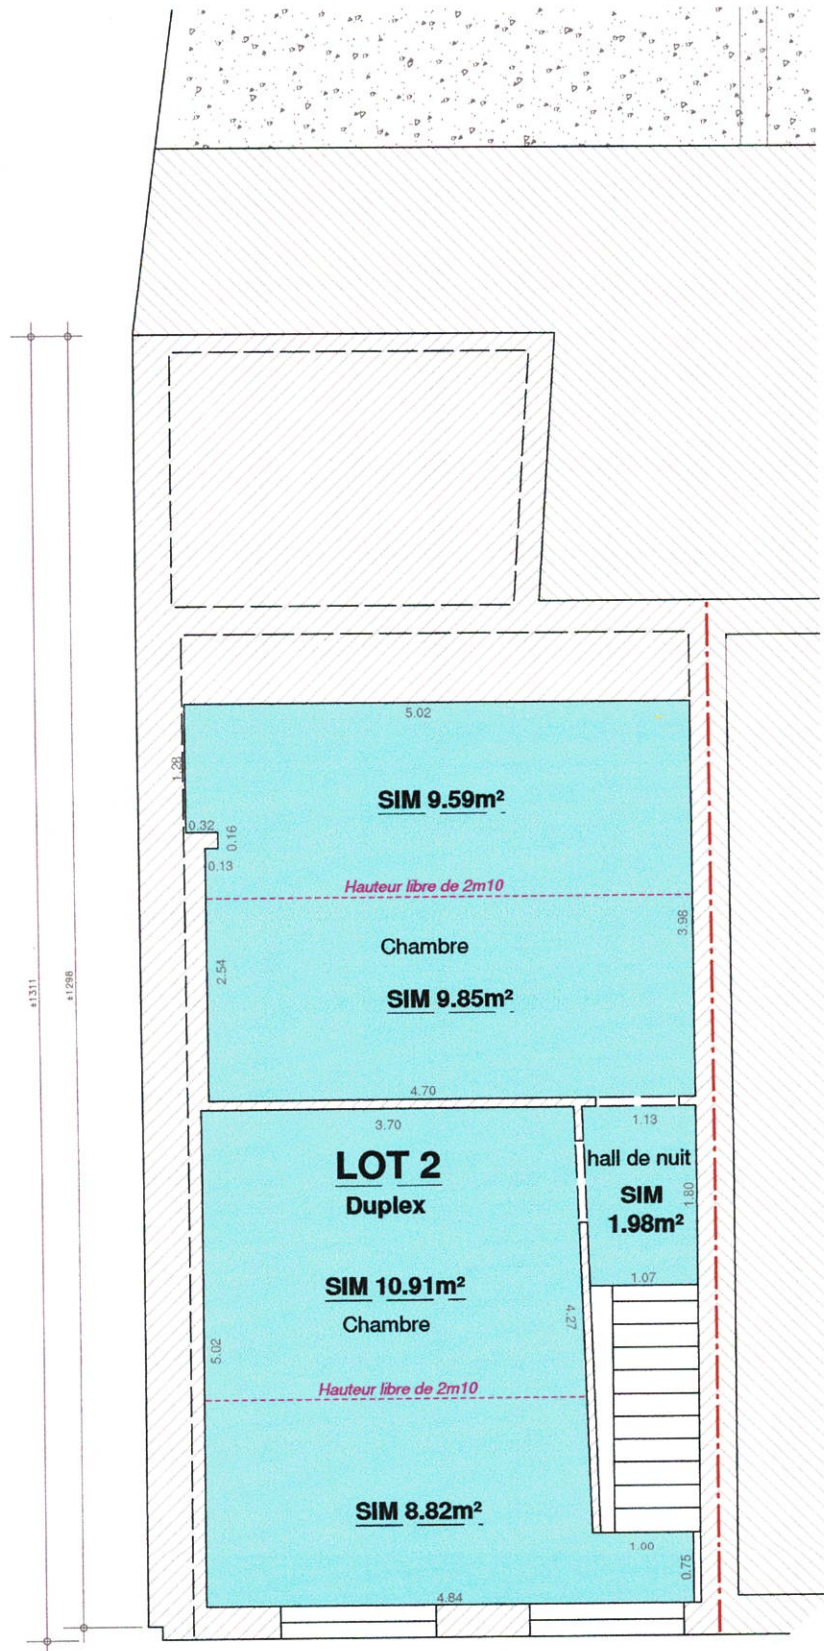 5.02
1.28
SIM 9.59m²
0.32
0.16
0.13
Hauteur libre de 2m10
3.98
Chambre
2.54
SIM 9.85m²
±1311
±1298
4.70
3.70
1.13
LOT 2
Duplex
hall de nuit
SIM
1.98m²
1.80
SIM 10.91m²
Chambre
1.07
4.27
5.02
Hauteur libre de 2m10
SIM 8.82m²
1.00
0.75
4.84